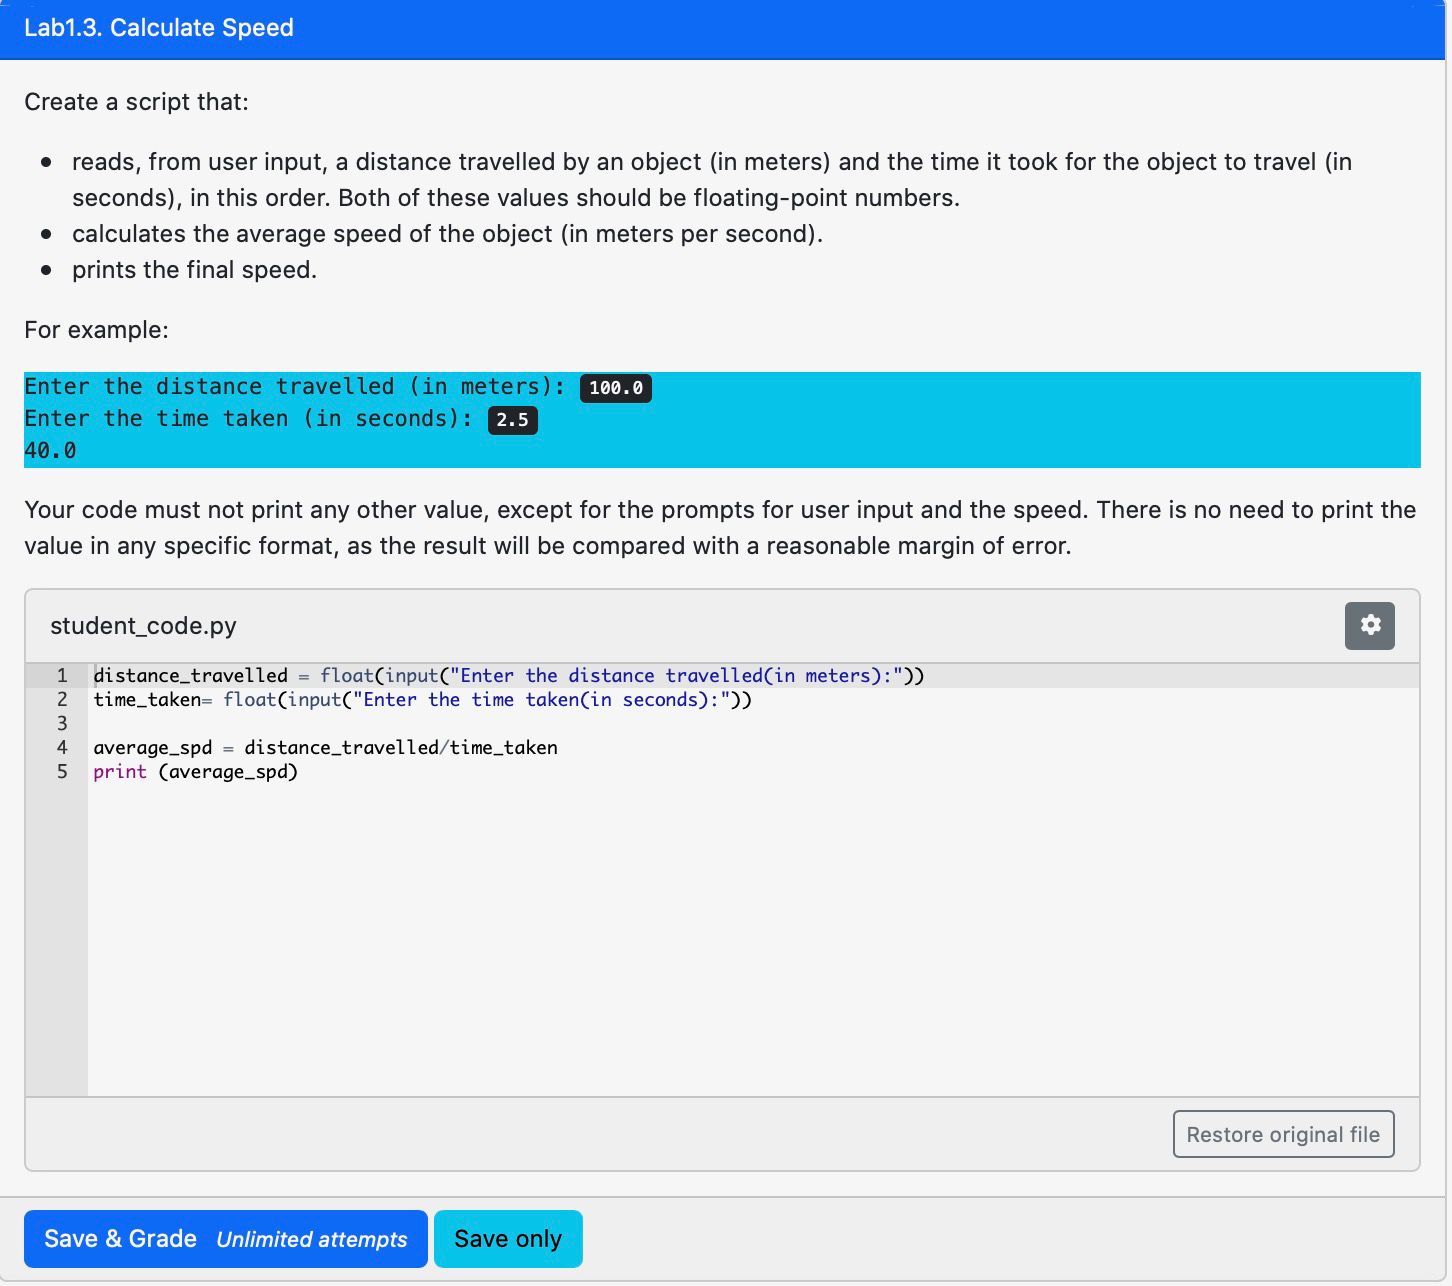 Lab1.3. Calculate Speed
Create a script that:
• reads, from user input, a distance travelled by an object (in meters) and the time it took for the object to travel (in
seconds), in this order. Both of these values should be floating-point numbers.
• calculates the average speed of the object (in meters per second).
• prints the final speed.
For example:
Enter the distance travelled (in meters): 100.0
Enter the time taken (in seconds): 2.5
40.0
Your code must not print any other value, except for the prompts for user input and the speed. There is no need to print the
value in any specific format, as the result will be compared with a reasonable margin of error.
student_code.py
1 distance_travelled = float(input("Enter the distance travelled(in meters):"))
2 time_taken= float(input("Enter the time taken(in seconds):"))
3
4 average_spd = distance_travelled/time_taken
5 print (average_spd)
Restore original file
Save & Grade Unlimited attempts Save only